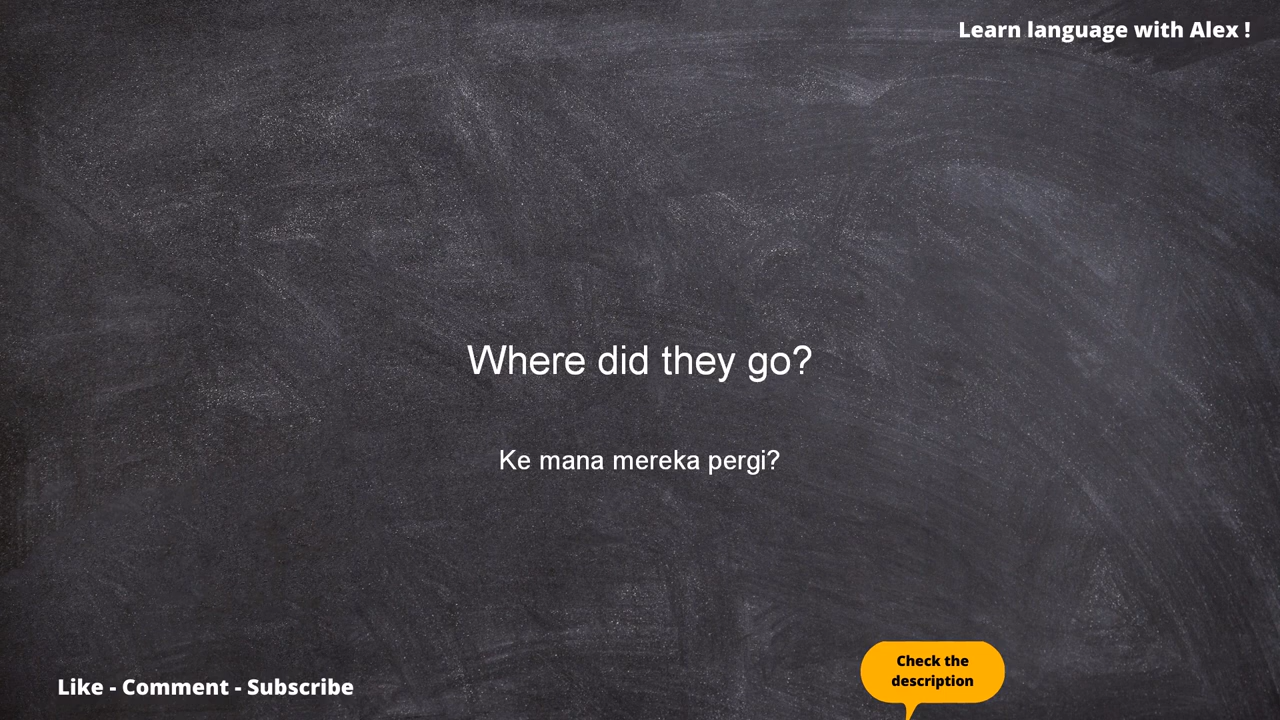 Learn language with Alex !
Where did they go?
Ke mana mereka pergi?
Like - Comment - Subscribe
Check the
description